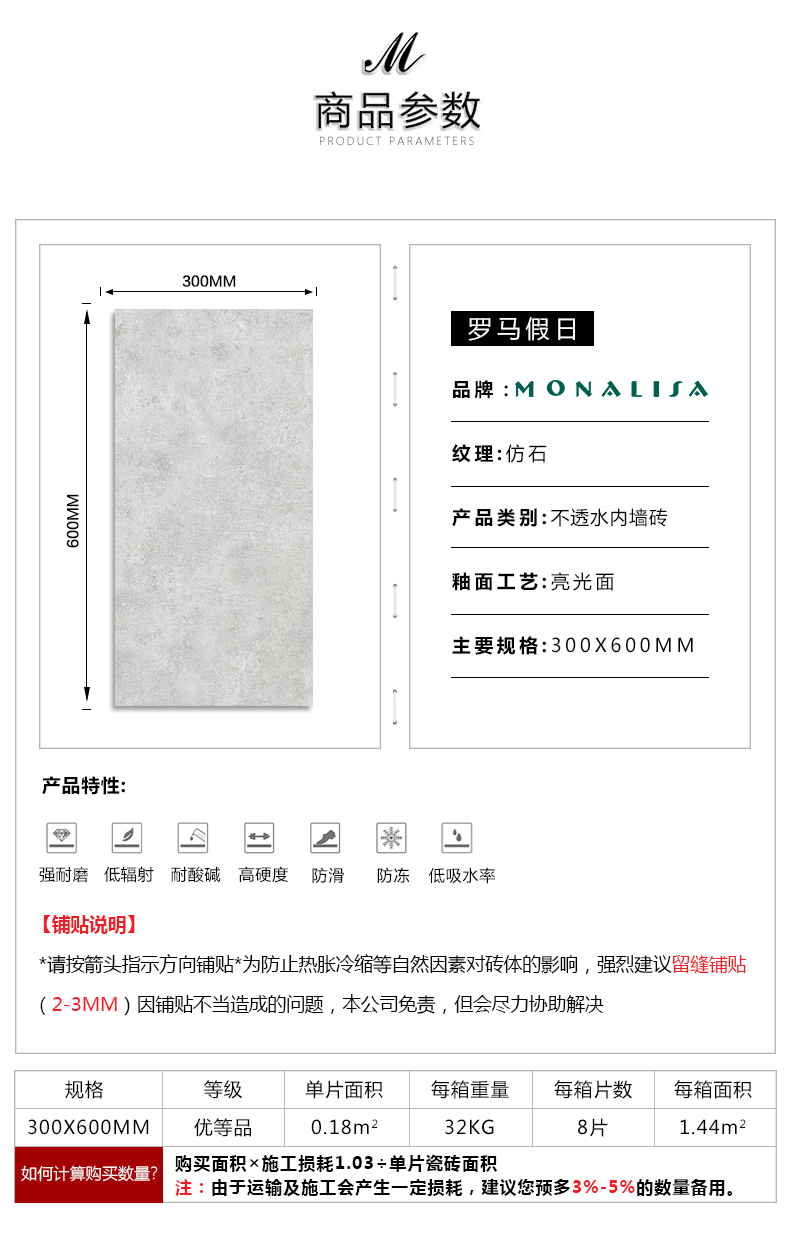 M
商品参数
PRODUCT PARAMETERS
300MM
600MM
罗马假日
品牌:MONALISA
纹理:仿石
产品类别:不透水内墙砖
釉面工艺:亮光面
主要规格:300X600MM
产品特性:
强耐磨 低辐射 耐酸碱 高硬度 防滑 防冻 低吸水率
【铺贴说明】
*请按箭头指示方向铺贴*为防止热胀冷缩等自然因素对砖体的影响，强烈建议留缝铺贴
（2-3MM）因铺贴不当造成的问题，本公司免责，但会尽力协助解决
规格 等级 单片面积 每箱重量 每箱片数 每箱面积
300X600MM 优等品 0.18m² 32KG 8片 1.44m²
如何计算购买数量?
购买面积×施工损耗1.03÷单片瓷砖面积
注：由于运输及施工会产生一定损耗，建议您预多3%-5%的数量备用。